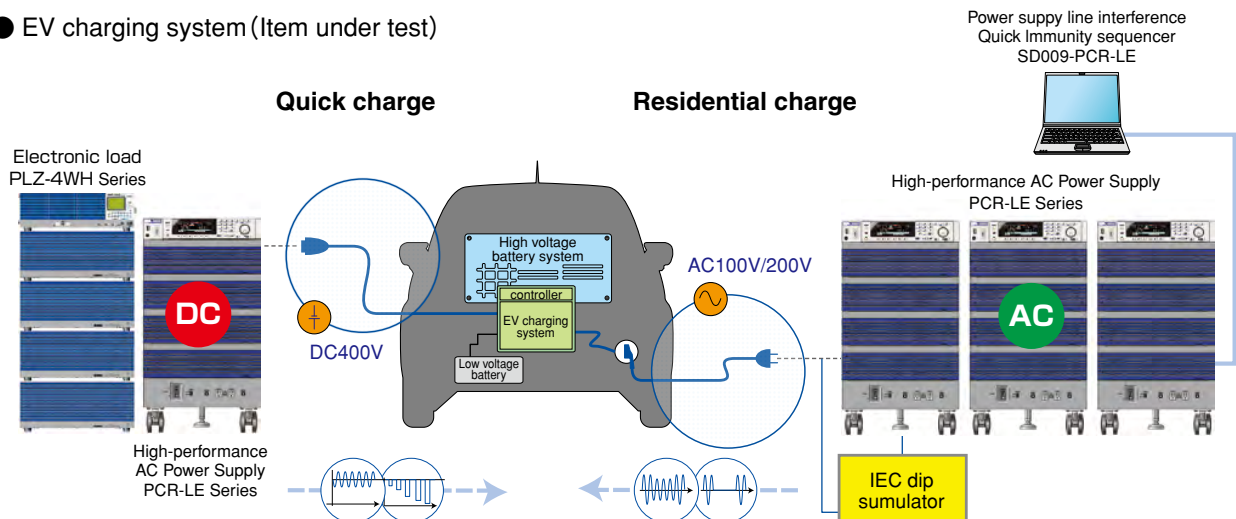 ● EV charging system (Item under test)
Power suppy line interference
Quick Immunity sequencer
SD009-PCR-LE
Quick charge
Residential charge
Electronic load
PLZ-4WH Series
High-performance AC Power Supply
PCR-LE Series
High voltage
battery system
AC100V/200V
controller
EV charging
system
DC
AC
DC400V
Low voltage
battery
High-performance
AC Power Supply
PCR-LE Series
IEC dip
sumulator